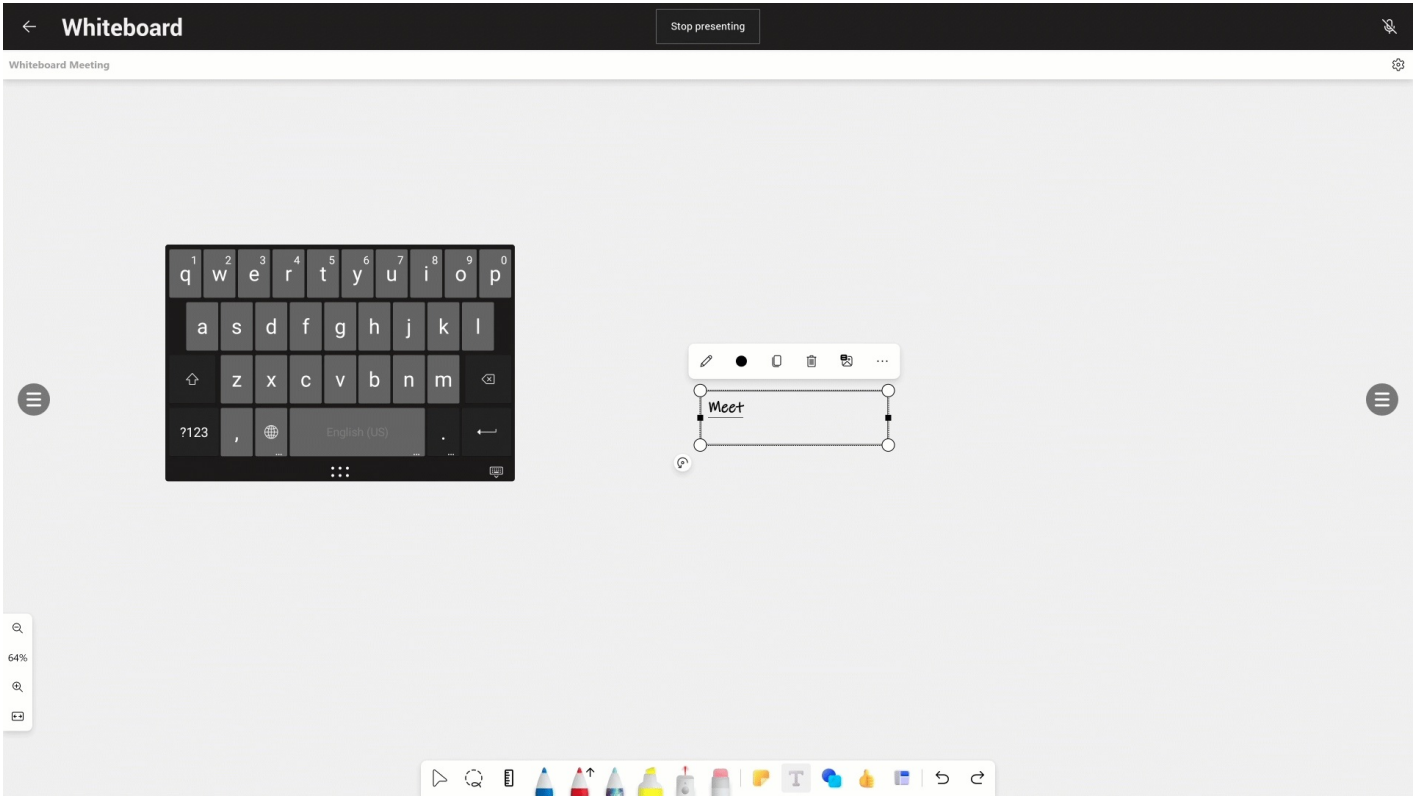 Whiteboard
Stop presenting
Whiteboard Meeting
1 2 3 4 5 6 7 8 9 0
q w e r t y u i o p
a s d f g h j k l
z x c v b n m
?123 , English (US) .
Meet
64%
T